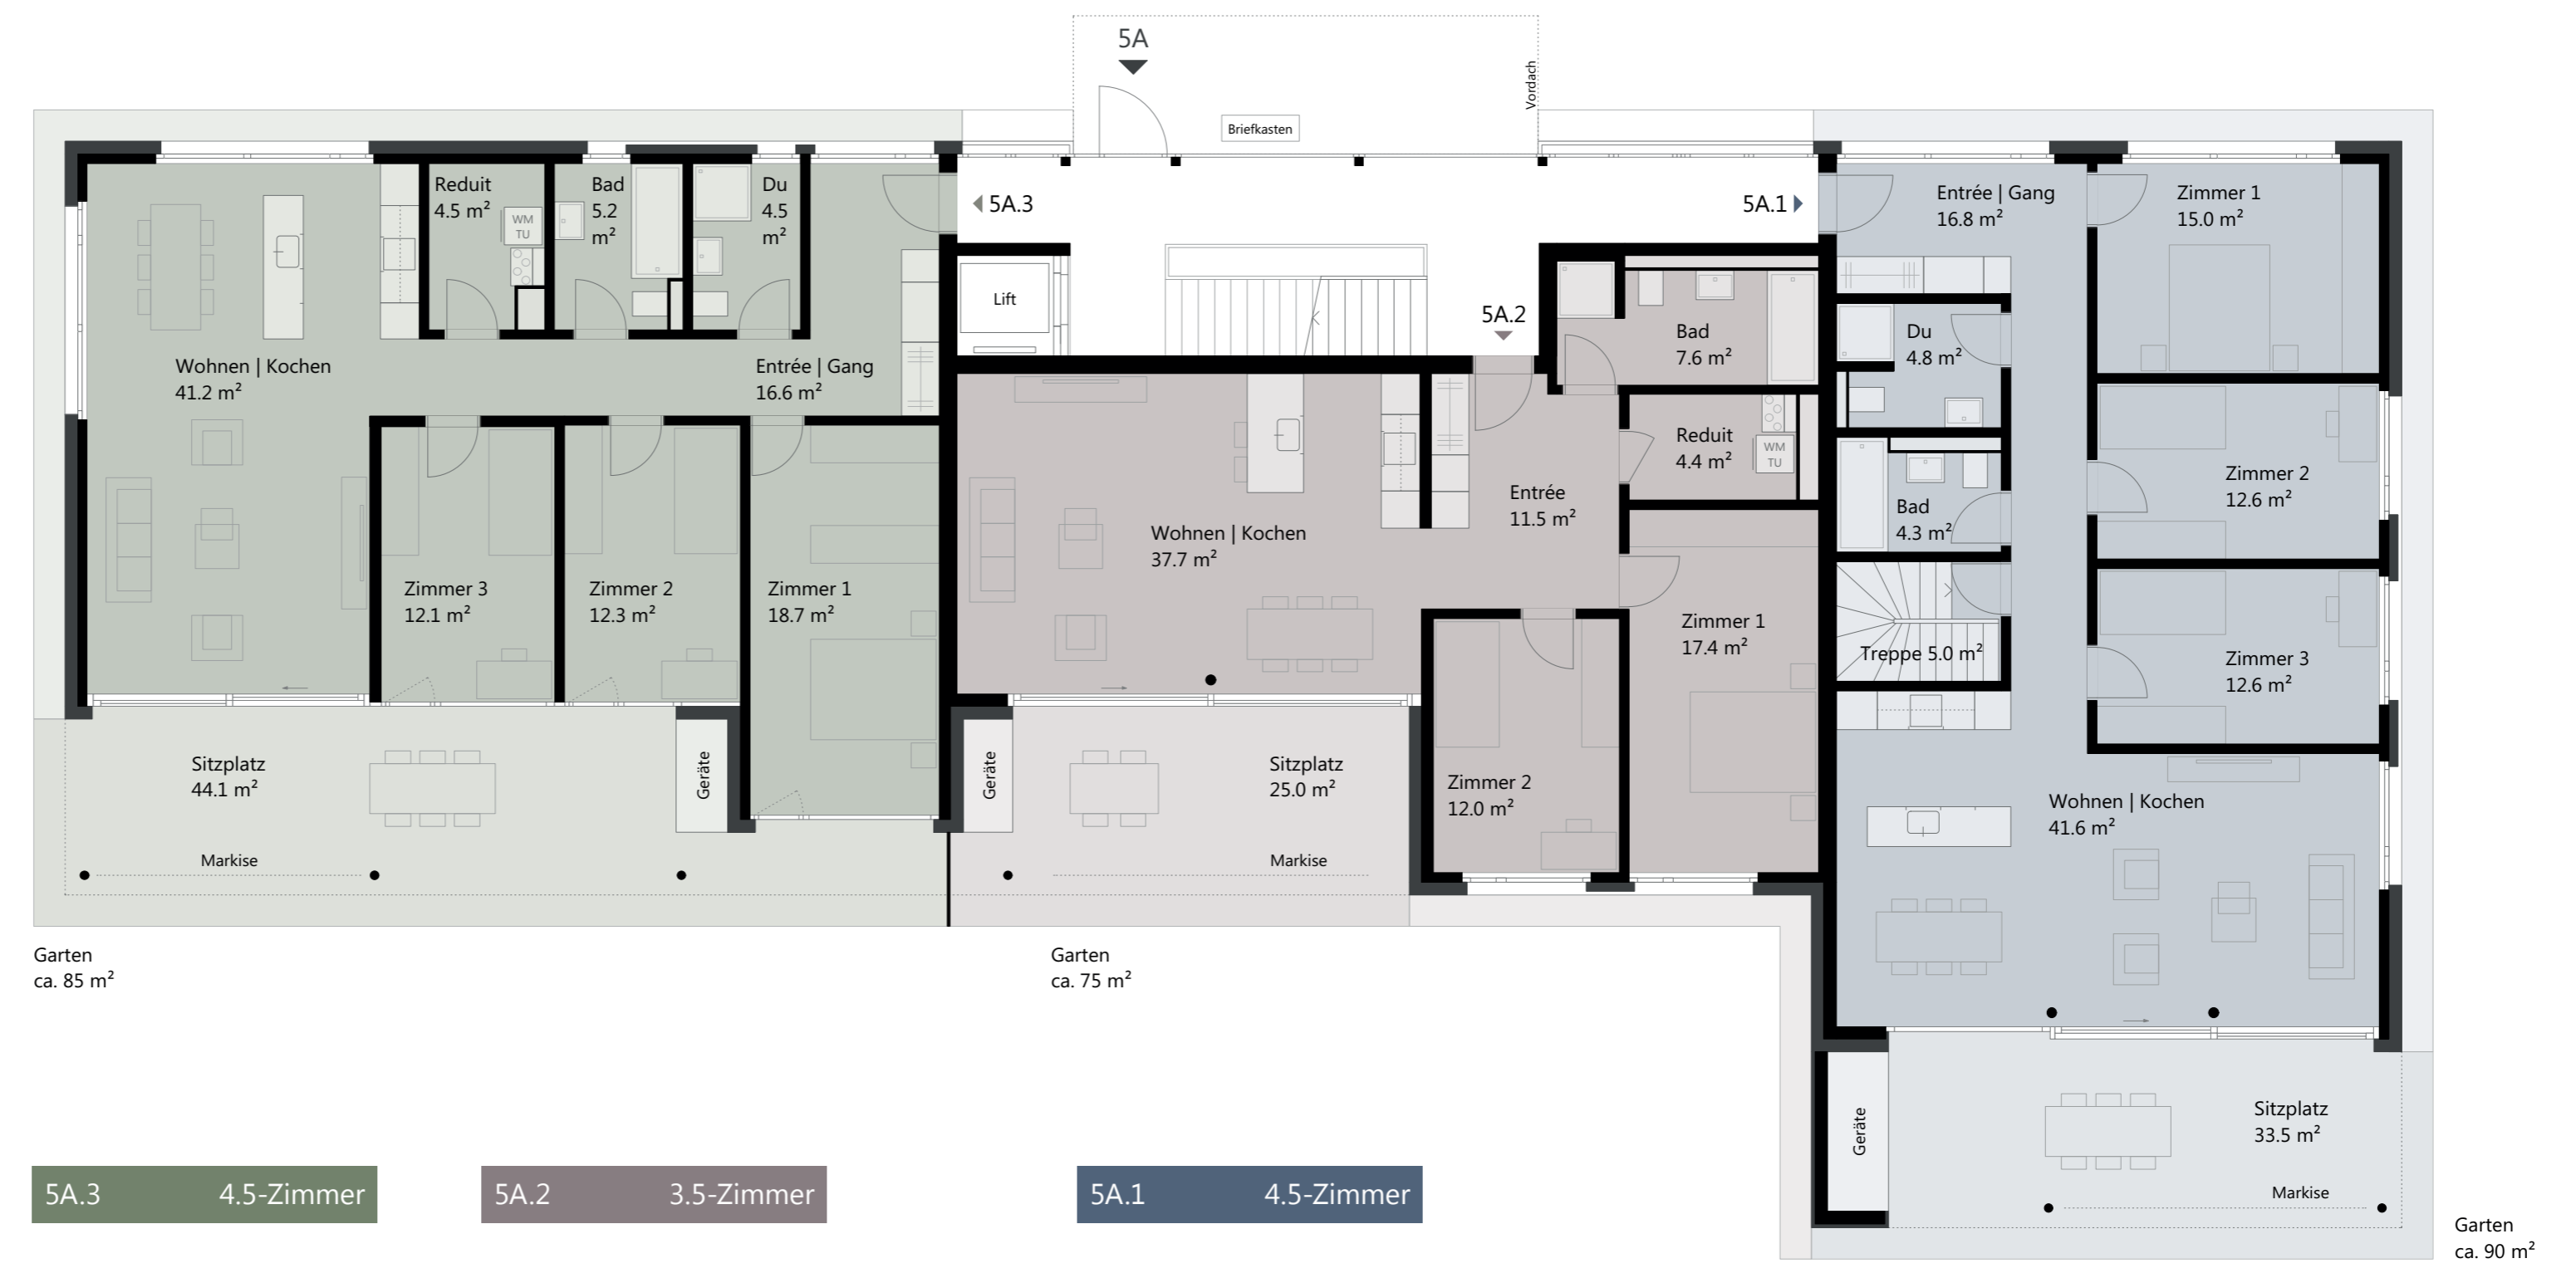 5A
Vordach
Briefkasten
Reduit
4.5 m²
WM
TU
Bad
5.2
m²
Du
4.5
m²
5A.3
5A.1
Entrée | Gang
16.8 m²
Zimmer 1
15.0 m²
Lift
5A.2
Bad
7.6 m²
Du
4.8 m²
Wohnen | Kochen
41.2 m²
Entrée | Gang
16.6 m²
Reduit
4.4 m²
WM
TU
Zimmer 2
12.6 m²
Entrée
11.5 m²
Bad
4.3 m²
Wohnen | Kochen
37.7 m²
Zimmer 3
12.1 m²
Zimmer 2
12.3 m²
Zimmer 1
18.7 m²
Zimmer 1
17.4 m²
Treppe 5.0 m²
Zimmer 3
12.6 m²
Sitzplatz
44.1 m²
Geräte
Geräte
Sitzplatz
25.0 m²
Zimmer 2
12.0 m²
Wohnen | Kochen
41.6 m²
Markise
Markise
Garten
ca. 85 m²
Garten
ca. 75 m²
Geräte
Sitzplatz
33.5 m²
Markise
5A.3 4.5-Zimmer
5A.2 3.5-Zimmer
5A.1 4.5-Zimmer
Garten
ca. 90 m²